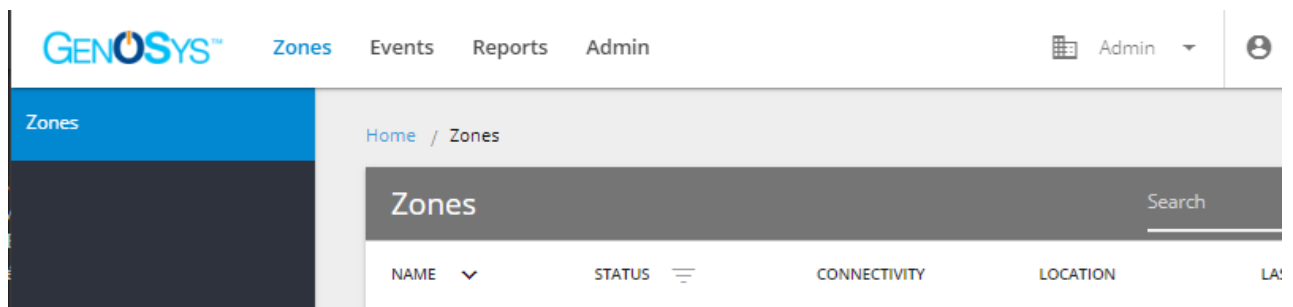 GENOSYS™ Zones Events Reports Admin Admin
Zones
Home / Zones
Zones Search
NAME STATUS CONNECTIVITY LOCATION